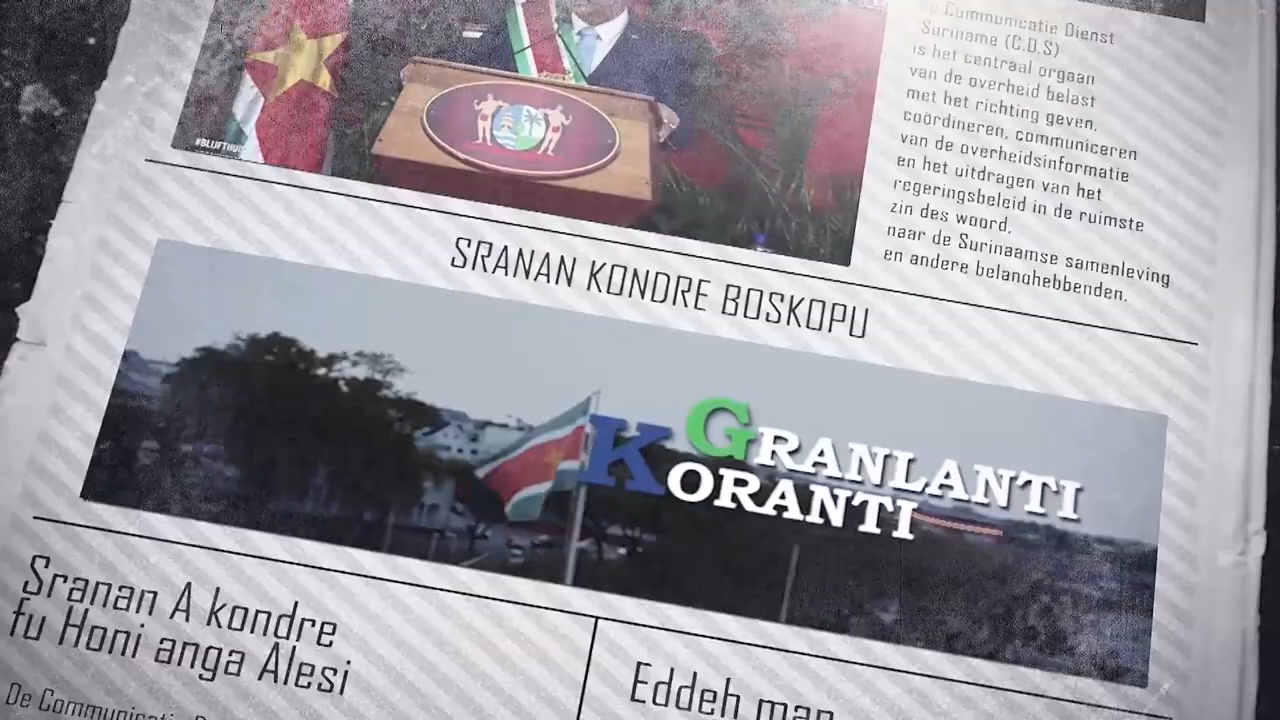 #BLUFTHUIS
Communicatie Dienst
Suriname (C.D.S)
is het centraal orgaan
van de overheid belast
met het richting geven,
coördineren, communiceren
van de overheidsinformatie
en het uitdragen van het
regeringsbeleid in de ruimste
zin des woord.
naar de Surinaamse samenleving
en andere belanghebbenden.
SRANAN KONDRE BOSKOPU
GRANLANTI
KORANTI
Sranan A kondre
fu Honi anga Alesi
De Communicatie
Eddeh man